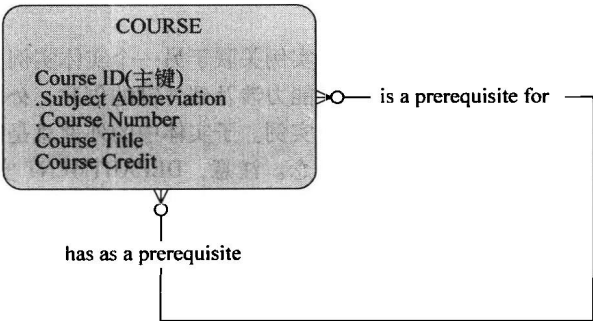 COURSE
Course ID(主键)
.Subject Abbreviation
.Course Number
Course Title
Course Credit
is a prerequisite for
has as a prerequisite